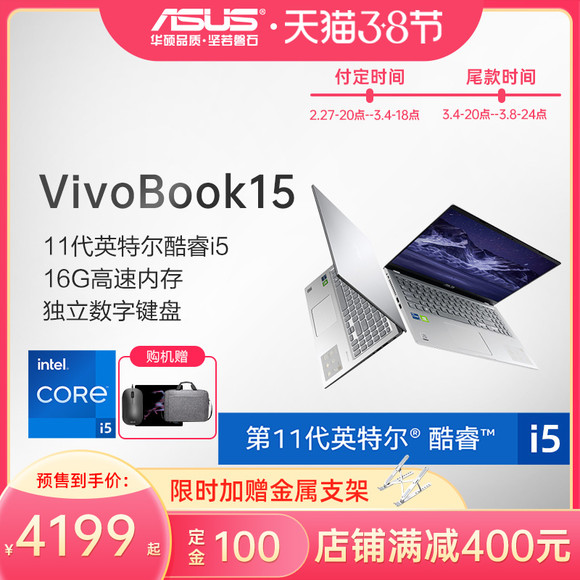 ASUS
华硕品质·坚若磐石
天猫3.8节
付定时间
尾款时间
2.27-20点--3.4-18点
3.4-20点--3.8-24点
VivoBook15
11代英特尔酷睿i5
16G高速内存
独立数字键盘
购机赠
intel
CORE™
i5
第11代英特尔® 酷睿™
i5
预售到手价:
¥4199起
定金100
限时加赠金属支架
店铺满减400元